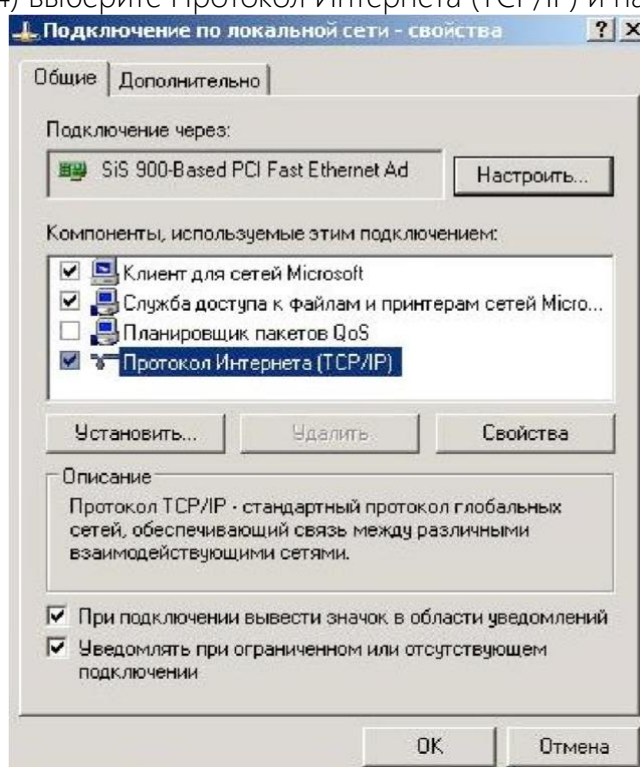 4) выберите Протокол Интернета (TCP/IP) и на
Подключение по локальной сети - свойства
Общие
Дополнительно
Подключение через:
SiS 900-Based PCI Fast Ethernet Ad
Настроить...
Компоненты, используемые этим подключением:
Клиент для сетей Microsoft
Служба доступа к файлам и принтерам сетей Micro...
Планировщик пакетов QoS
Протокол Интернета (TCP/IP)
Установить...
Удалить
Свойства
Описание
Протокол TCP/IP - стандартный протокол глобальных
сетей, обеспечивающий связь между различными
взаимодействующими сетями.
При подключении вывести значок в области уведомлений
Уведомлять при ограниченном или отсутствующем
подключении
OK
Отмена